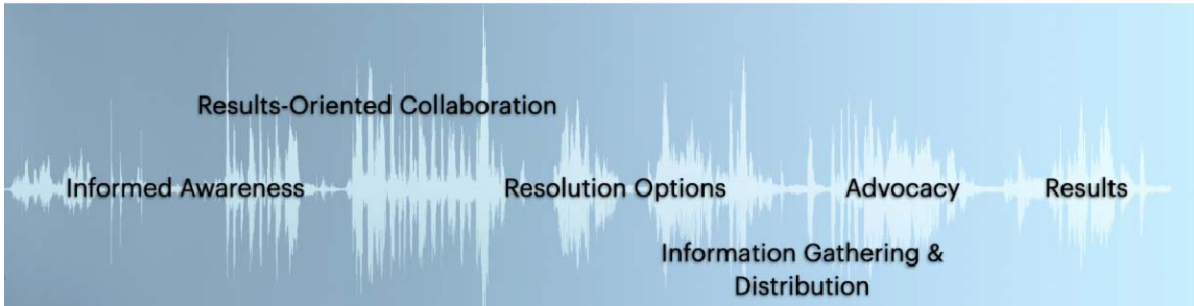 Results-Oriented Collaboration
Informed Awareness
Resolution Options
Advocacy
Results
Information Gathering &
Distribution